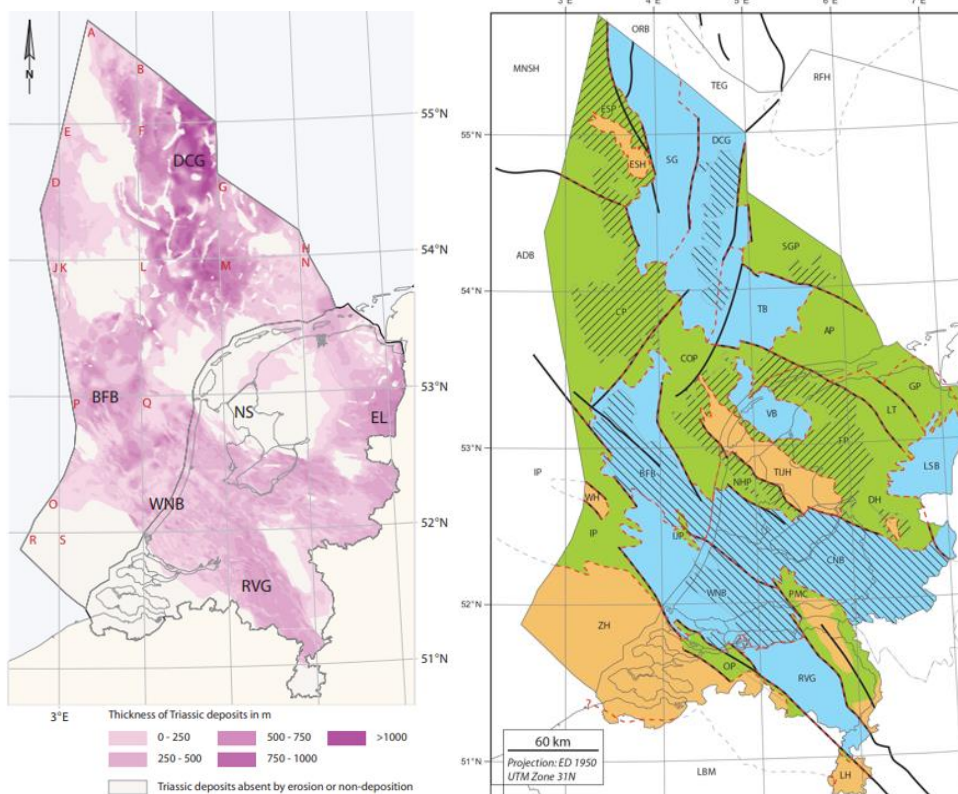 A
B
N
55°N
E
F
DCG
D
G
54°N
H
N
J K
L
M
53°N
BFB
P
Q
NS
EL
52°N
WNB
O
R
S
RVG
51°N
3°E
Thickness of Triassic deposits in m
0 - 250
500 - 750
>1000
250 - 500
750 - 1000
Triassic deposits absent by erosion or non-deposition
3°E
4°E
5°E
6°E
ORB
MNSH
TEG
RFH
ESP
55°N
DCG
SG
ESH
ADB
SGP
54°N
CP
TB
AP
COP
GP
LT
VB
53°N
FP
LSB
BFB
TIJH
IP
NHP
WH
DH
IP
IJP
CNB
52°N
WNB
PMC
ZH
OP
RVG
60 km
Projection: ED 1950
UTM Zone 31N
?
51°N
LBM
LH